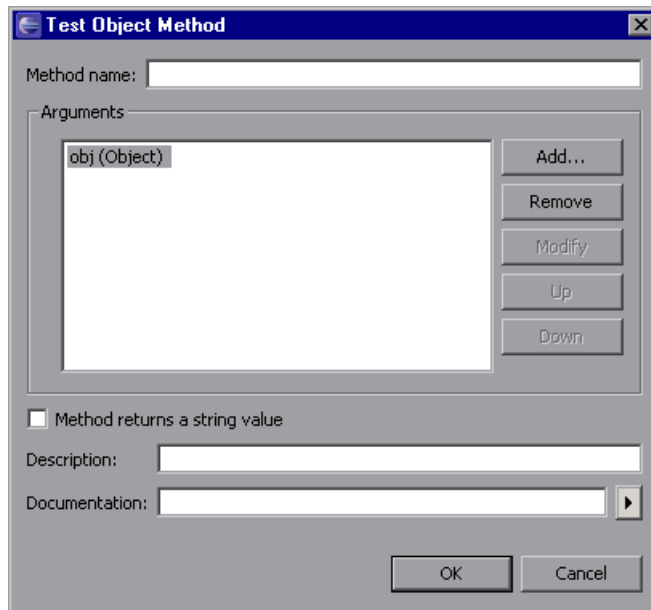 Test Object Method
Method name:
Arguments
obj (Object)
Add...
Remove
Modify
Up
Down
Method returns a string value
Description:
Documentation:
OK
Cancel